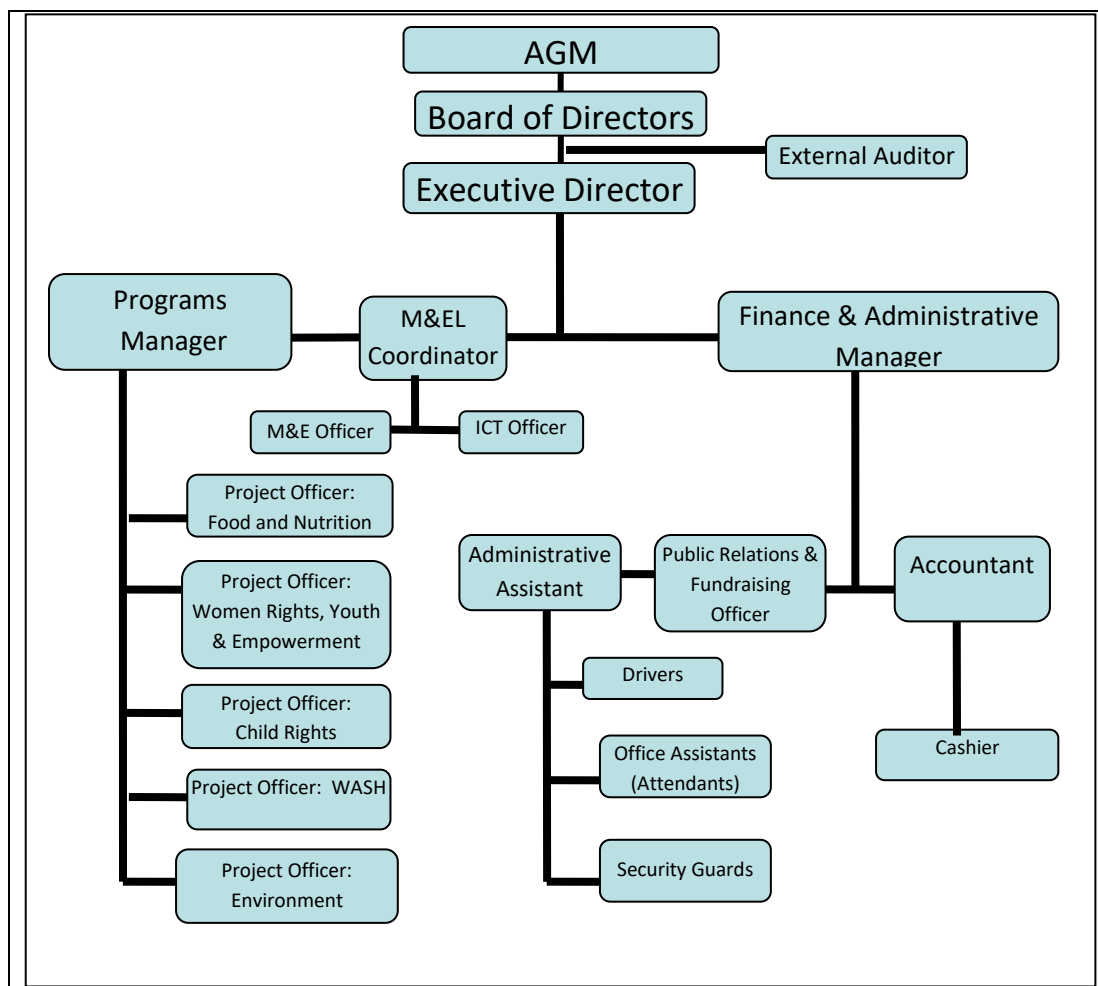 AGM
Board of Directors
External Auditor
Executive Director
Programs
Manager
M&EL
Coordinator
Finance & Administrative
Manager
M&E Officer
ICT Officer
Project Officer:
Food and Nutrition
Project Officer:
Women Rights, Youth
& Empowerment
Project Officer:
Child Rights
Project Officer:  WASH
Project Officer:
Environment
Administrative
Assistant
Public Relations &
Fundraising
Officer
Accountant
Drivers
Office Assistants
(Attendants)
Security Guards
Cashier